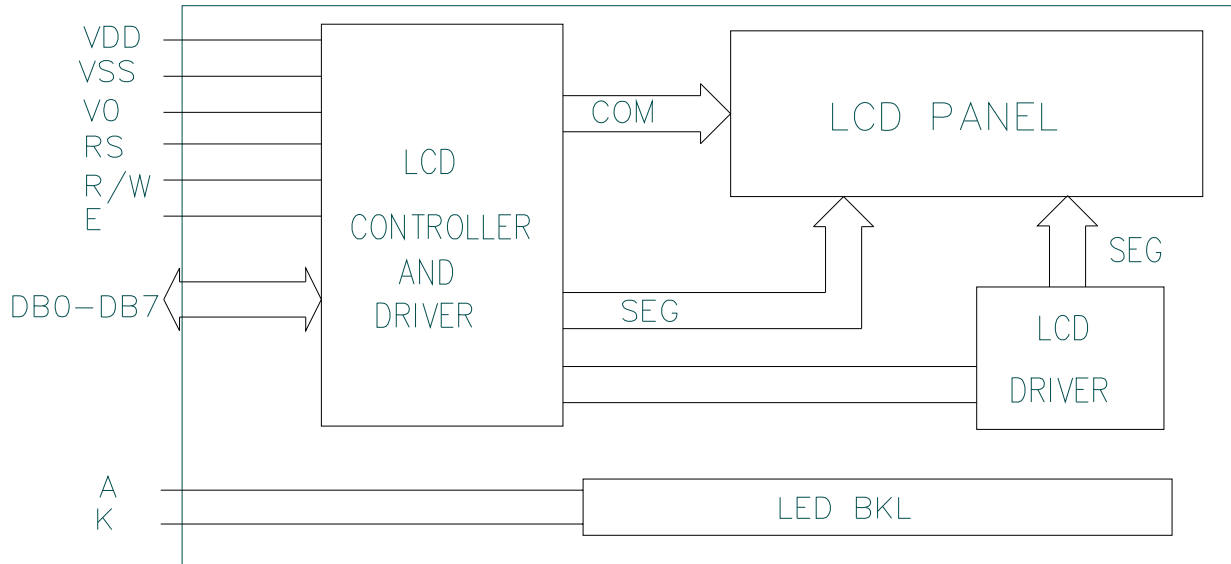 VDD
VSS
V0
RS
R/W
E
DB0-DB7
A
K
LCD
CONTROLLER
AND
DRIVER
COM
SEG
LCD PANEL
SEG
LCD
DRIVER
LED BKL